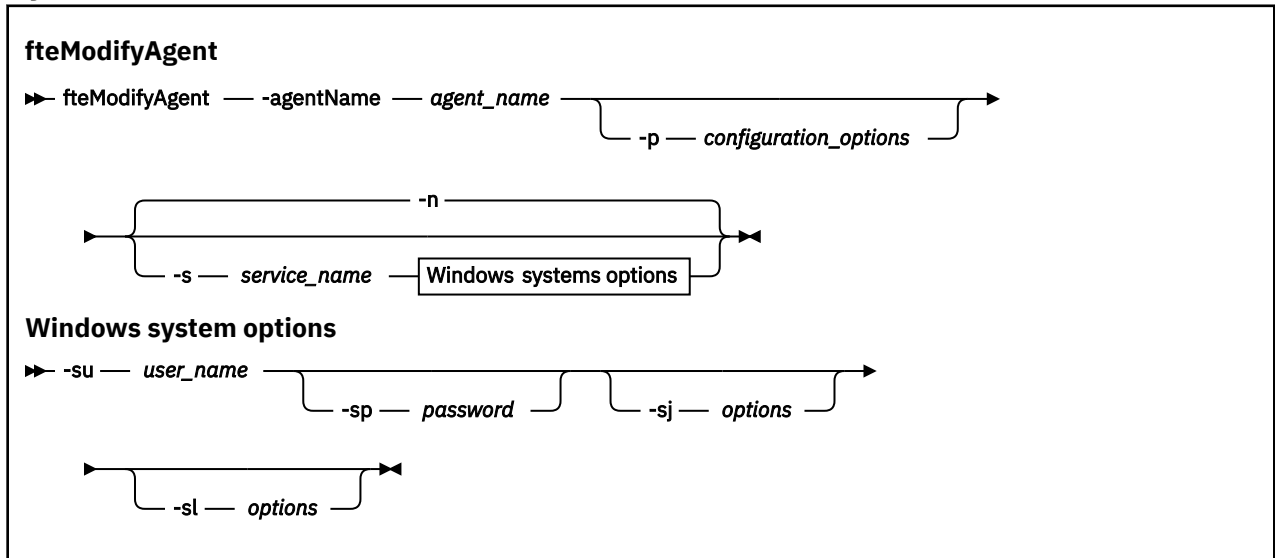 fteModifyAgent
fteModifyAgent -agentName agent_name
-p configuration_options
-n
-s service_name Windows systems options
Windows system options
-su user_name
-sp password -sj options
-sl options